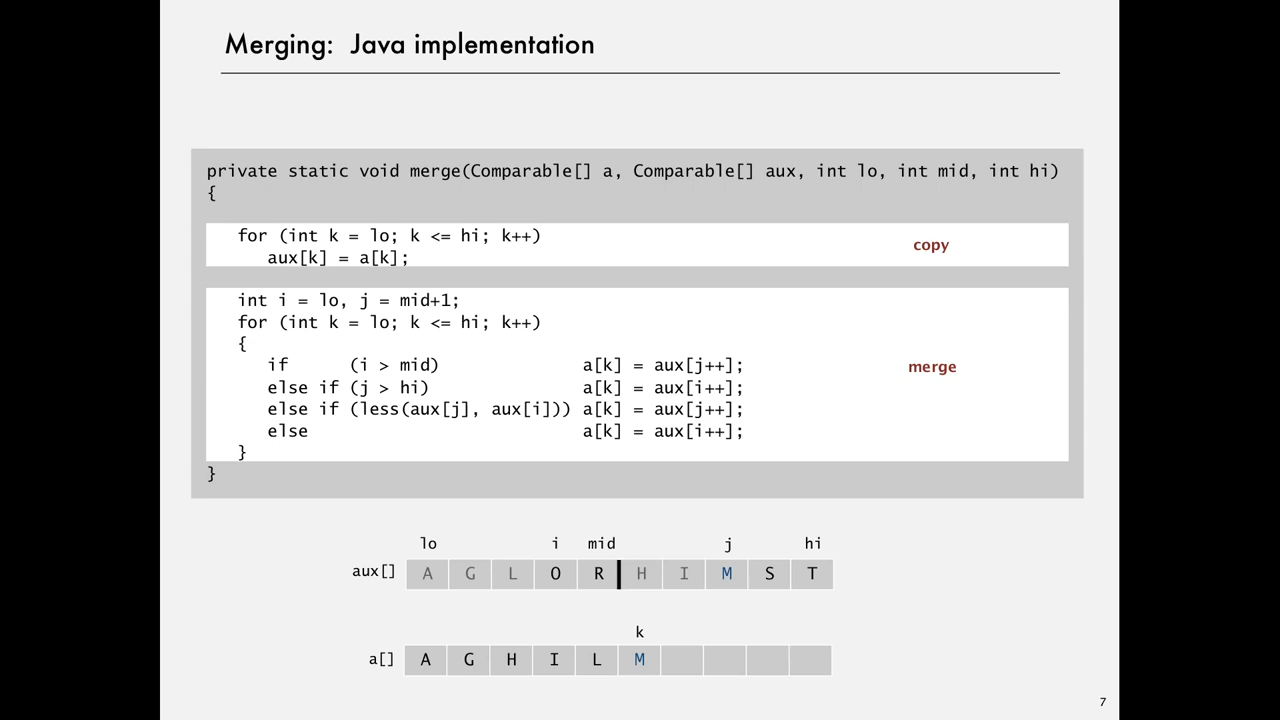 Merging: Java implementation
private static void merge(Comparable[] a, Comparable[] aux, int lo, int mid, int hi)
{
for (int k = lo; k <= hi; k++)
aux[k] = a[k];
copy
int i = lo, j = mid+1;
for (int k = lo; k <= hi; k++)
{
if (i > mid) a[k] = aux[j++];
else if (j > hi) a[k] = aux[i++];
else if (less(aux[j], aux[i])) a[k] = aux[j++];
else a[k] = aux[i++];
}
merge
}
lo i mid j hi
aux[] A G L O R H I M S T
k
a[] A G H I L M
7